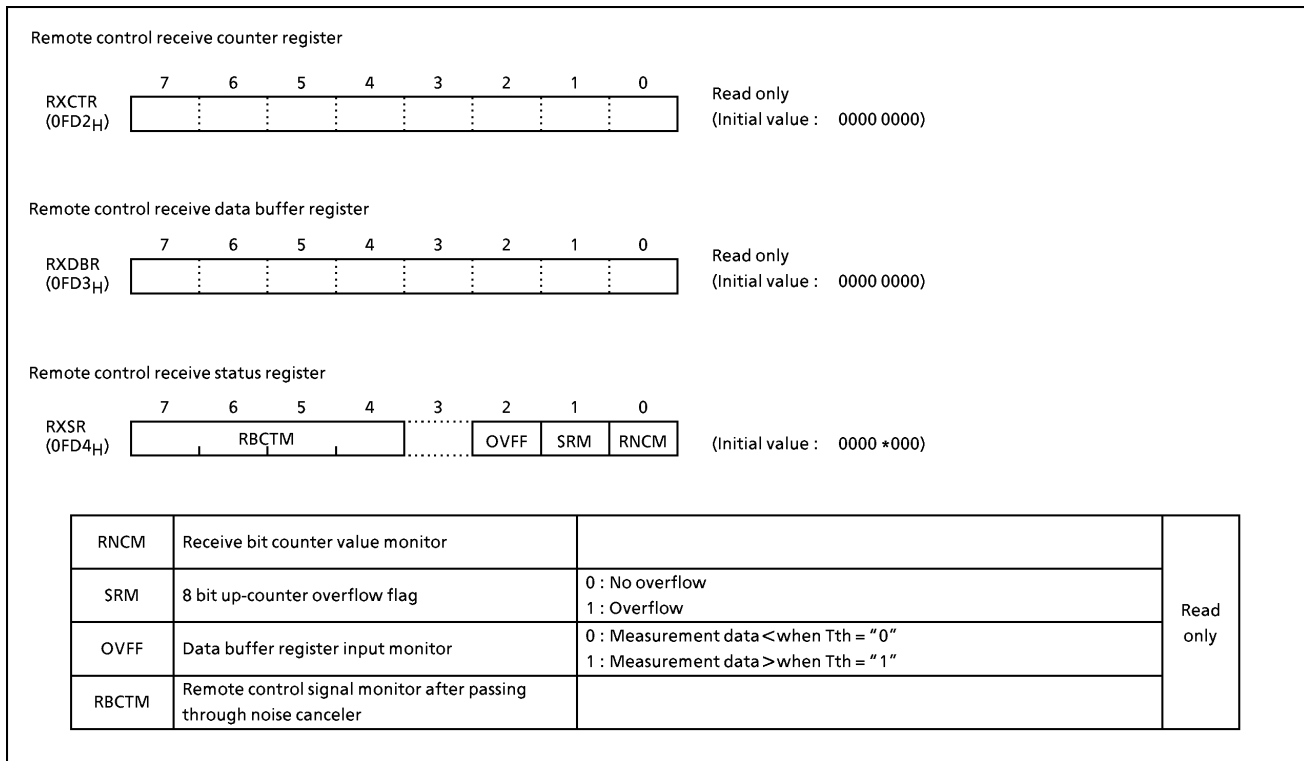 Remote control receive counter register
7 6 5 4 3 2 1 0
RXCTR
(0FD2H)
Read only
(Initial value : 0000 0000)
Remote control receive data buffer register
7 6 5 4 3 2 1 0
RXDBR
(0FD3H)
Read only
(Initial value : 0000 0000)
Remote control receive status register
7 6 5 4 3 2 1 0
RXSR
(0FD4H)
RBCTM OVFF SRM RNCM
(Initial value : 0000 *000)
RNCM Receive bit counter value monitor
SRM 8 bit up-counter overflow flag
0 : No overflow
1 : Overflow
OVFF Data buffer register input monitor
0 : Measurement data<when Tth = "0"
1 : Measurement data>when Tth = "1"
RBCTM Remote control signal monitor after passing
through noise canceler
Read
only